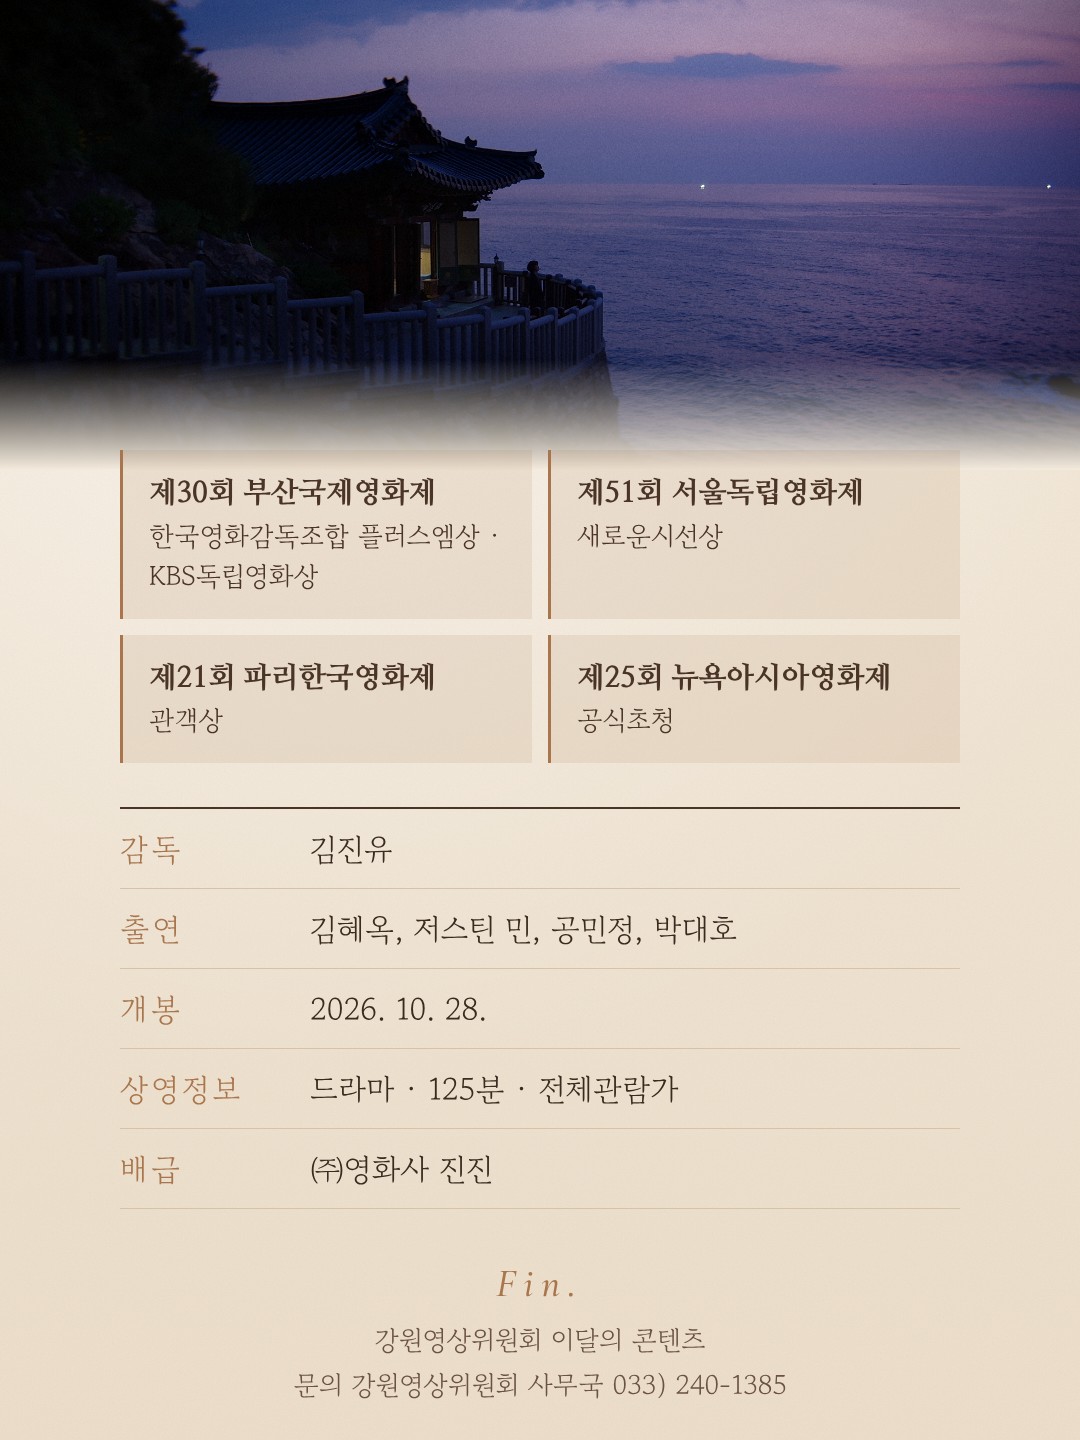 제30회 부산국제영화제
한국영화감독조합 플러스엠상 ·
KBS독립영화상
제51회 서울독립영화제
새로운시선상
제21회 파리한국영화제
관객상
제25회 뉴욕아시아영화제
공식초청
감독 김진유
출연 김혜옥, 저스틴 민, 공민정, 박대호
개봉 2026. 10. 28.
상영정보 드라마 · 125분 · 전체관람가
배급 ㈜영화사 진진
Fin.
강원영상위원회 이달의 콘텐츠
문의 강원영상위원회 사무국 033) 240-1385